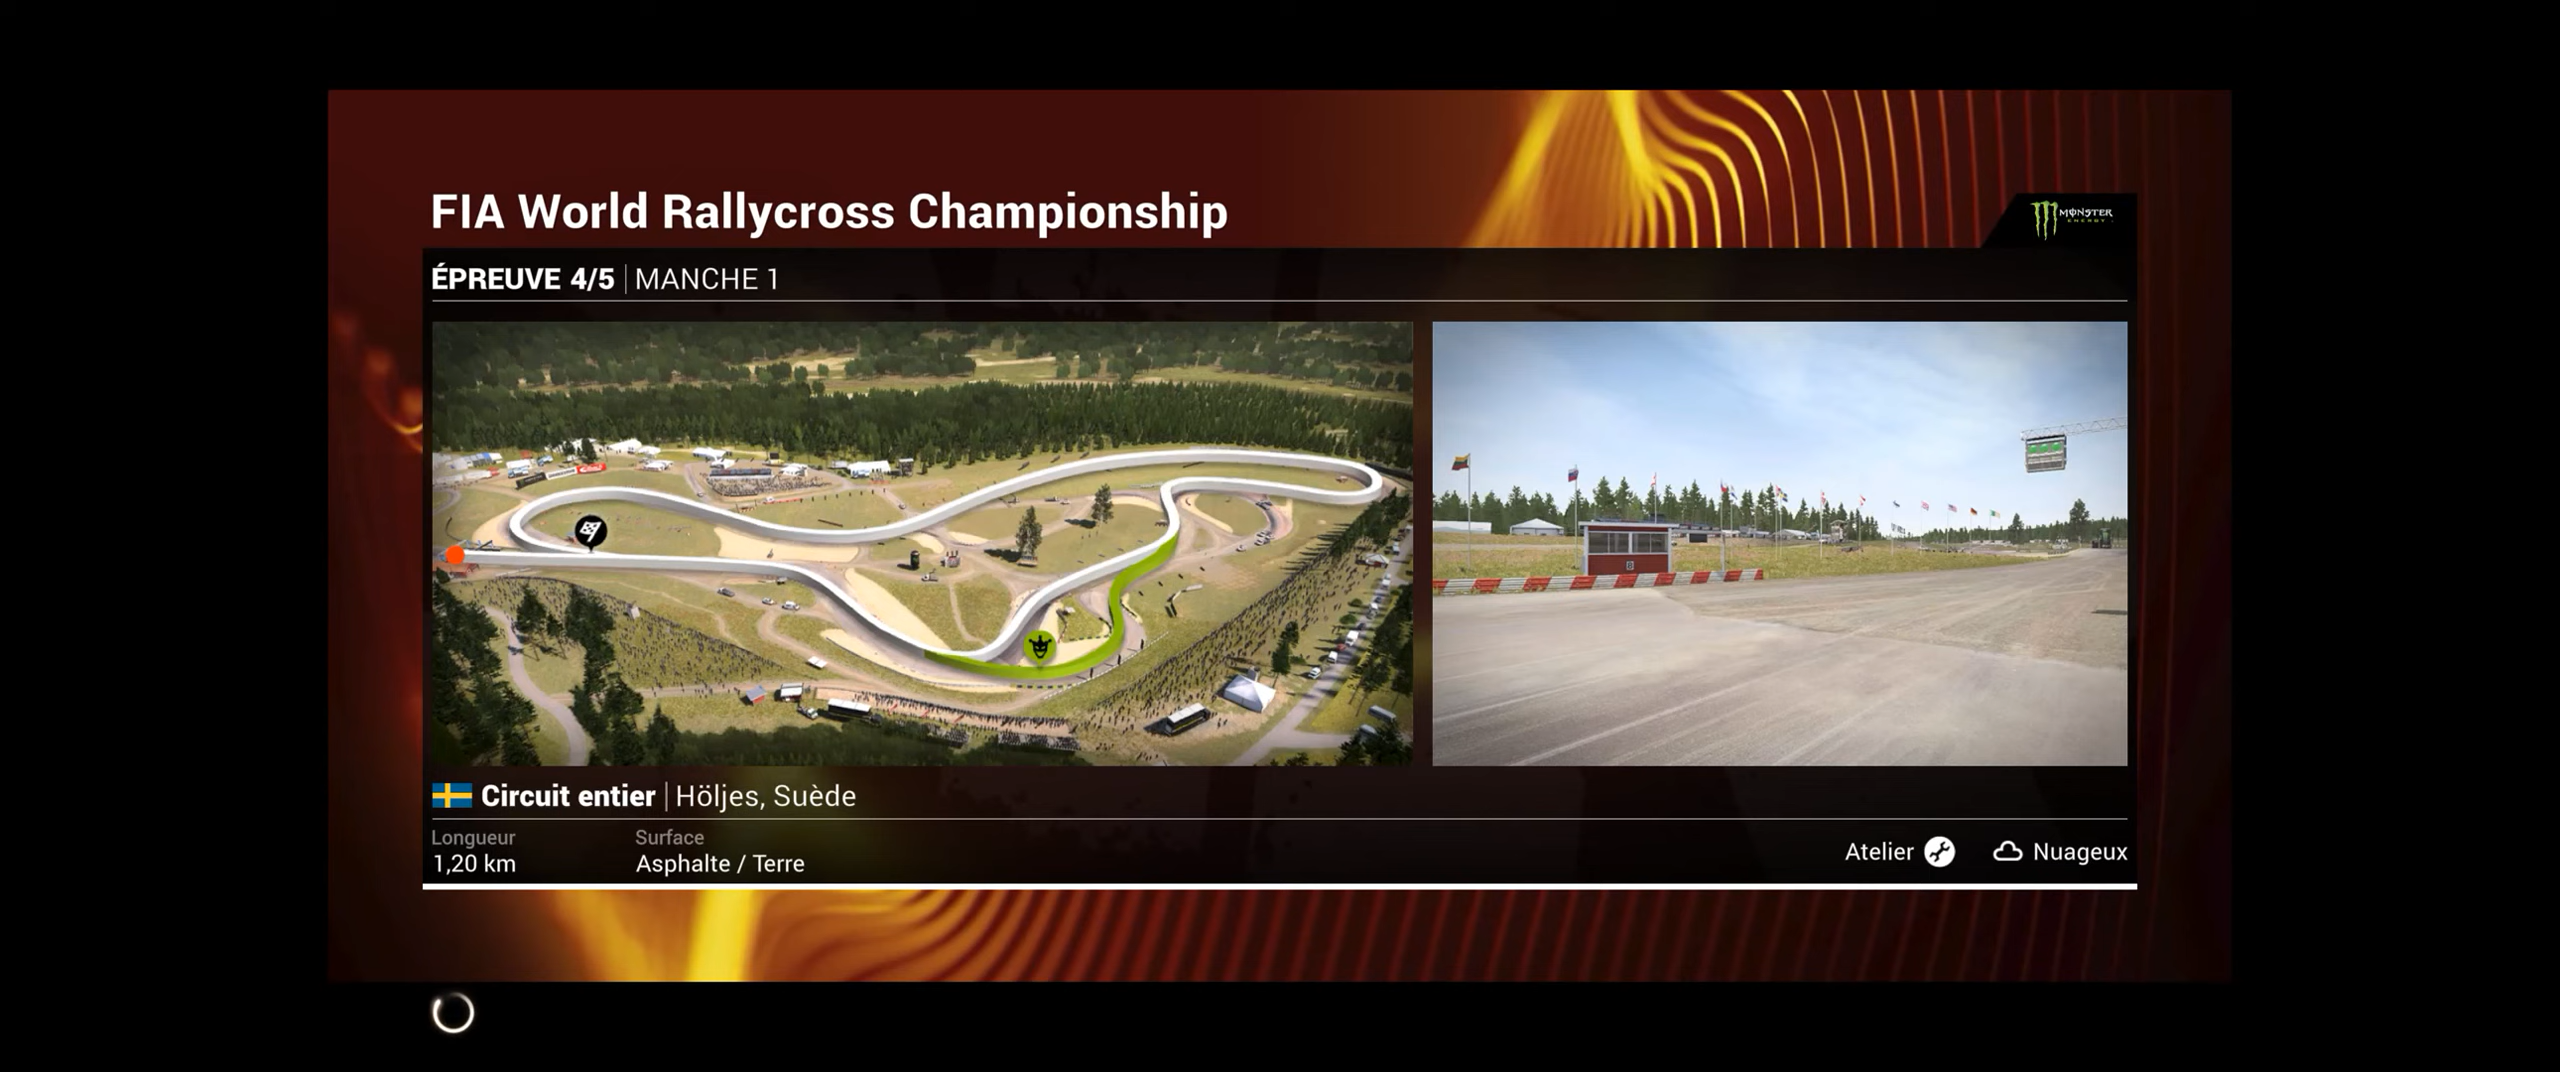 FIA World Rallycross Championship
MONSTER
ENERGY
ÉPREUVE 4/5 | MANCHE 1
Circuit entier | Höljes, Suède
Longueur
1,20 km
Surface
Asphalte / Terre
Atelier
Nuageux